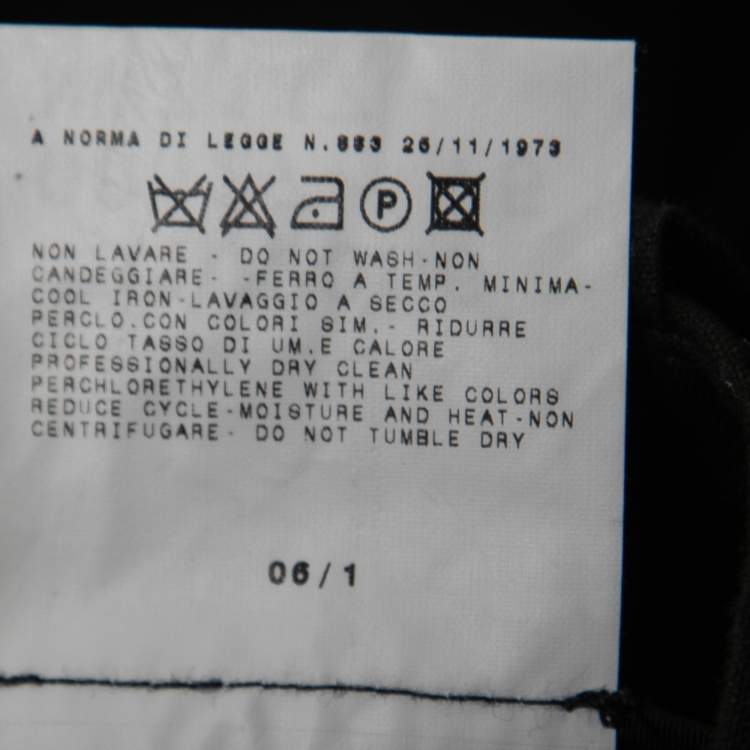 A NORMA DI LEGGE N.883 26/11/1973
P
NON LAVARE - DO NOT WASH-NON
CANDEGGIARE- -FERRO A TEMP. MINIMA-
COOL IRON-LAVAGGIO A SECCO
PERCLO.CON COLORI SIM.- RIDURRE
CICLO TASSO DI UM.E CALORE
PROFESSIONALLY DRY CLEAN
PERCHLORETHYLENE WITH LIKE COLORS
REDUCE CYCLE-MOISTURE AND HEAT-NON
CENTRIFUGARE- DO NOT TUMBLE DRY
06/1